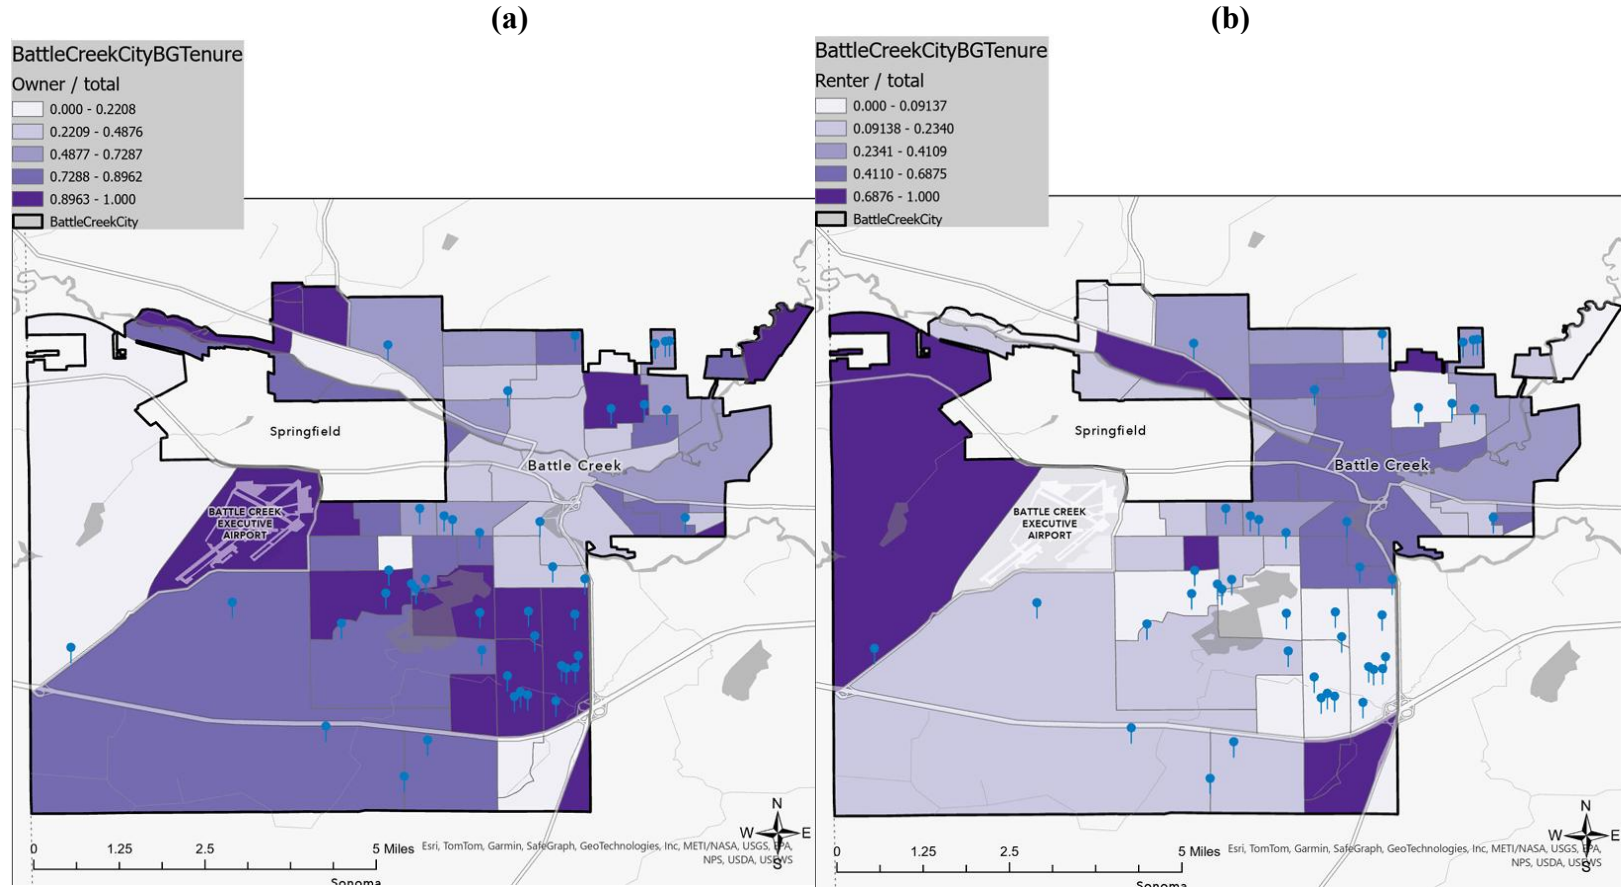 (a)
BattleCreekCityBGTenure
Owner / total
0.000 - 0.2208
0.2209 - 0.4876
0.4877 - 0.7287
0.7288 - 0.8962
0.8963 - 1.000
BattleCreekCity
Springfield
Battle Creek
BATTLE CREEK
EXECUTIVE
AIRPORT
N
W E
S
0 1.25 2.5 5 Miles
Esri, TomTom, Garmin, SafeGraph, GeoTechnologies, Inc, METI/NASA, USGS, EPA,
NPS, USDA, USFWS
Sonoma
(b)
BattleCreekCityBGTenure
Renter / total
0.000 - 0.09137
0.09138 - 0.2340
0.2341 - 0.4109
0.4110 - 0.6875
0.6876 - 1.000
BattleCreekCity
Springfield
Battle Creek
BATTLE CREEK
EXECUTIVE
AIRPORT
N
W E
S
0 1.25 2.5 5 Miles
Esri, TomTom, Garmin, SafeGraph, GeoTechnologies, Inc, METI/NASA, USGS, EPA,
NPS, USDA, USFWS
Sonoma